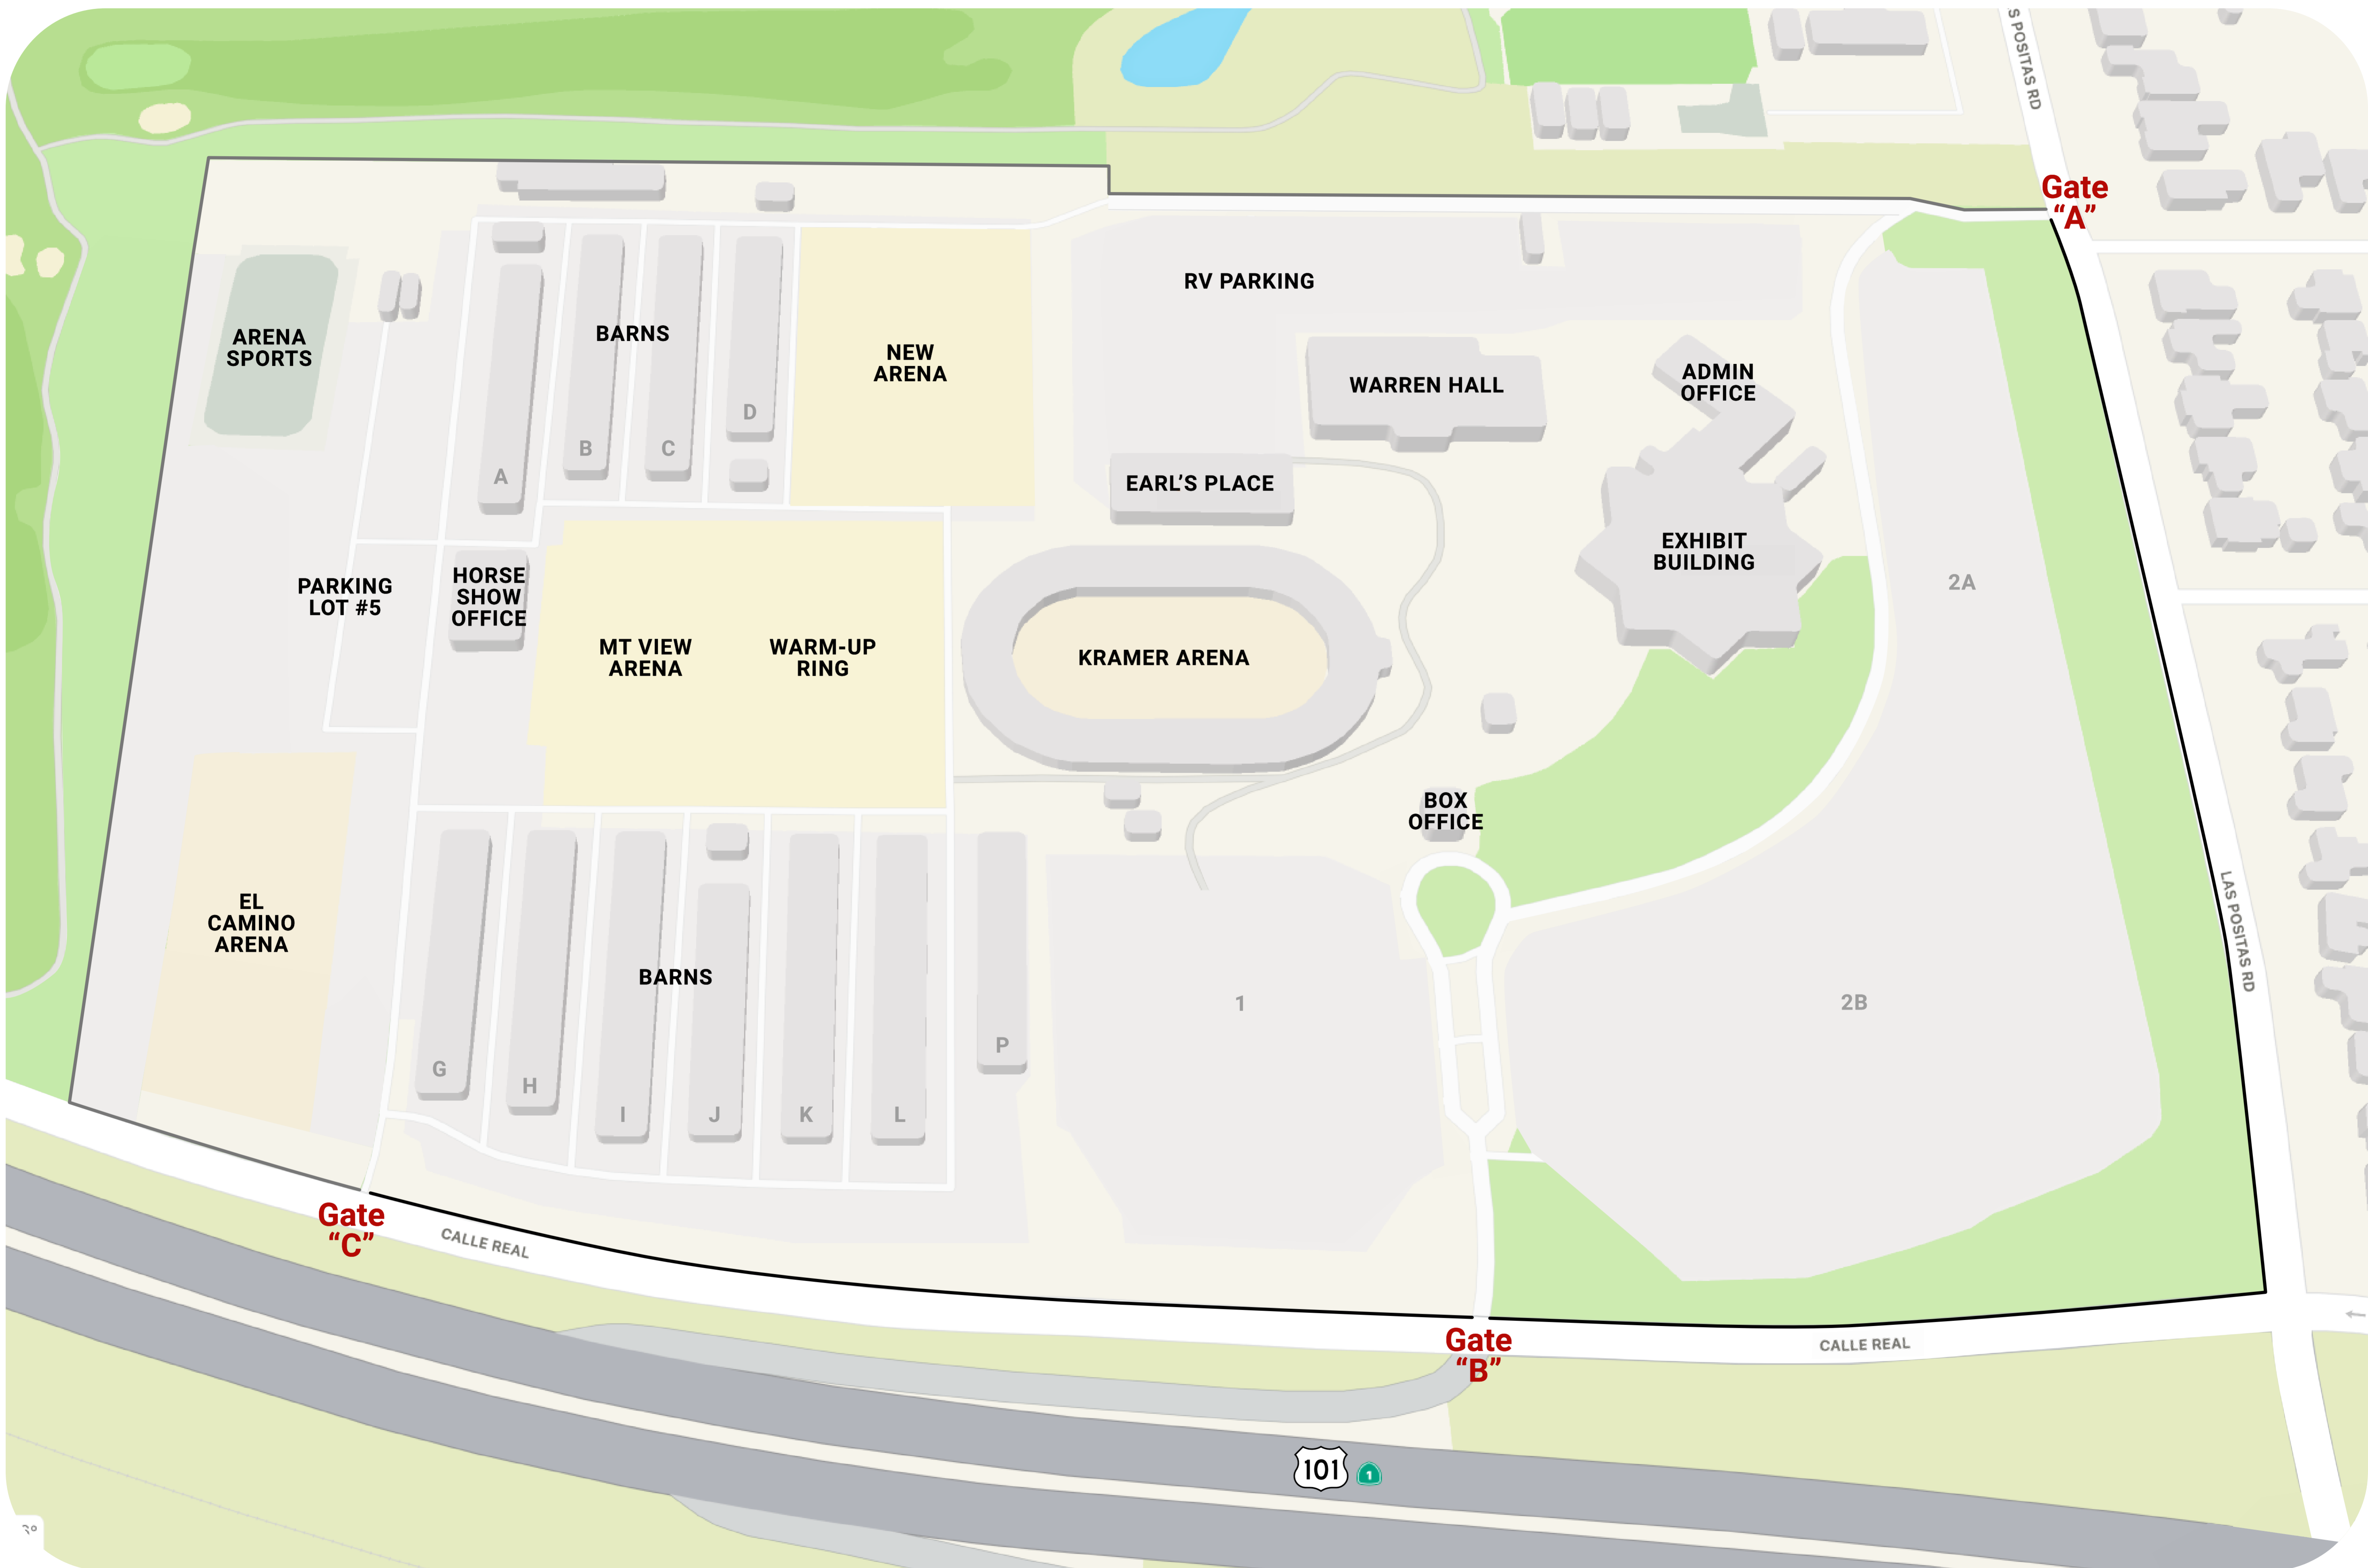 S POSITAS RD
Gate
“A”
RV PARKING
ARENA
SPORTS
BARNS
NEW
ARENA
WARREN HALL
ADMIN
OFFICE
A
B
C
D
EARL’S PLACE
EXHIBIT
BUILDING
2A
PARKING
LOT #5
HORSE
SHOW
OFFICE
MT VIEW
ARENA
WARM-UP
RING
KRAMER ARENA
BOX
OFFICE
EL
CAMINO
ARENA
BARNS
G
H
I
J
K
L
P
1
2B
LAS POSITAS RD
Gate
“C”
CALLE REAL
Gate
“B”
CALLE REAL
101
1